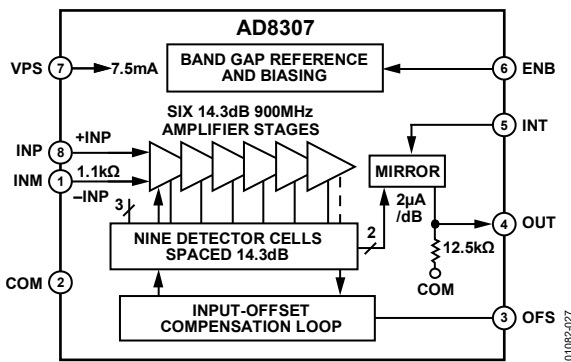 AD8307
VPS 7 7.5mA
BAND GAP REFERENCE
AND BIASING
6 ENB
SIX 14.3dB 900MHz
AMPLIFIER STAGES
5 INT
INP 8 +INP
INM 1 1.1kΩ
–INP
MIRROR
3
2µA
/dB
4 OUT
NINE DETECTOR CELLS
SPACED 14.3dB
2
12.5kΩ
COM 2
COM
INPUT-OFFSET
COMPENSATION LOOP
3 OFS
01082-027